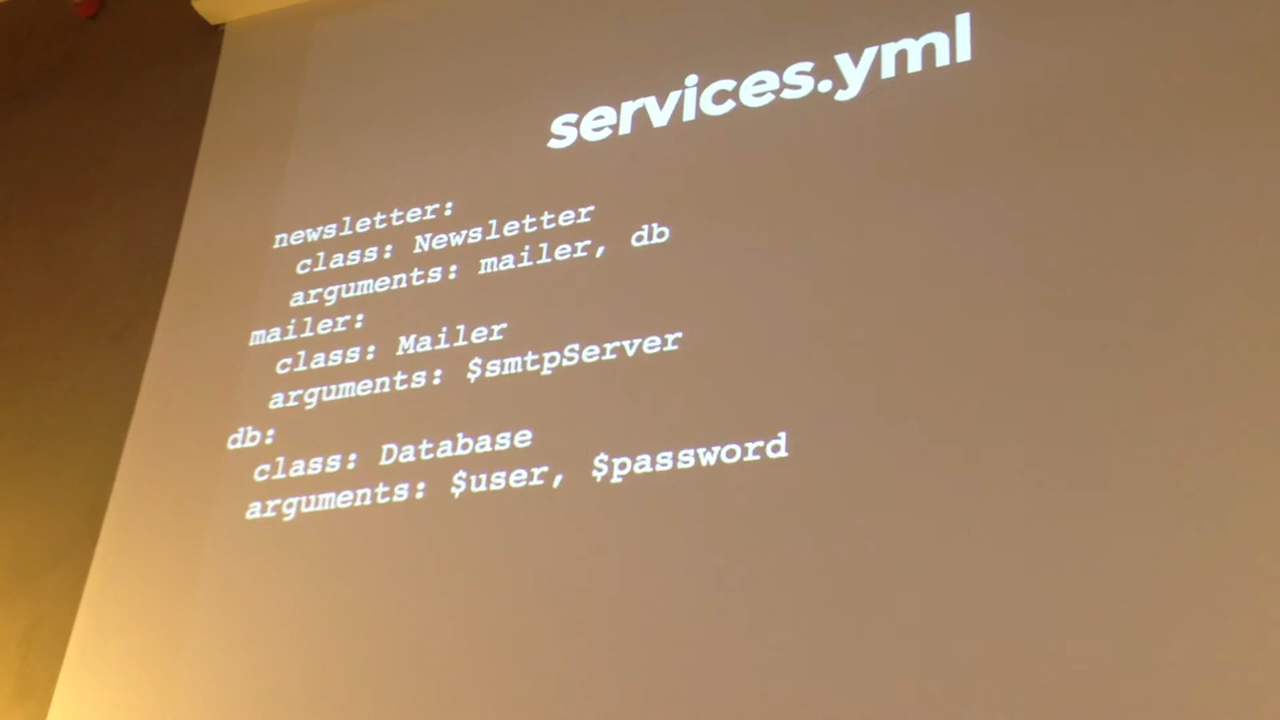 services.yml
newsletter:
class: Newsletter
arguments: mailer, db
mailer:
class: Mailer
arguments: $smtpServer
db:
class: Database
arguments: $user, $password